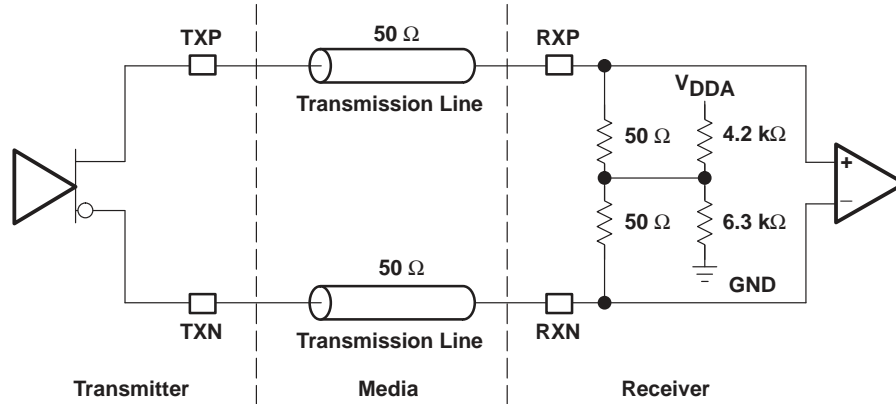 TXP
50 Ω
RXP
Transmission Line
VDDA
50 Ω
4.2 kΩ
+
−
50 Ω
6.3 kΩ
50 Ω
GND
TXN
Transmission Line
RXN
Transmitter
Media
Receiver